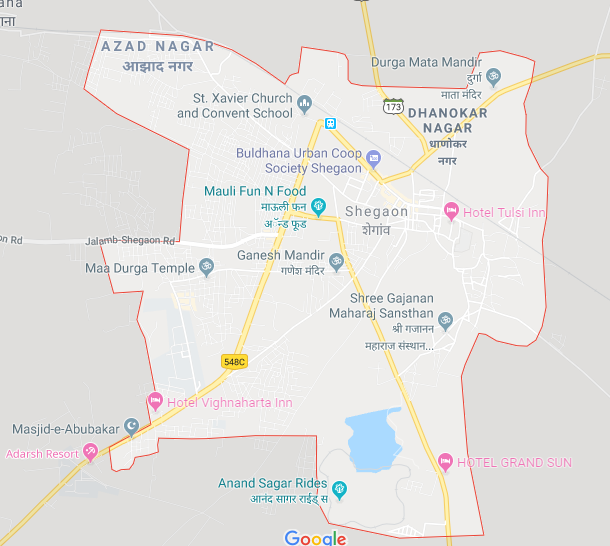 ana
ाना
AZAD NAGAR
आझाद नगर
Durga Mata Mandir
दुर्गा
माता मंदिर
St. Xavier Church
and Convent School
173
DHANOKAR
NAGAR
धाणोकर
नगर
Buldhana Urban Coop
Society Shegaon
Mauli Fun N Food
माऊली फन
अॅन्ड फूड
Shegaon
शेगांव
Hotel Tulsi Inn
on Rd
Jalamb-Shegaon Rd
Ganesh Mandir
गणेश मंदिर
Maa Durga Temple
Shree Gajanan
Maharaj Sansthan
श्री गजानन
महाराज संस्थान...
548C
Hotel Vighnaharta Inn
Masjid-e-Abubakar
Adarsh Resort
HOTEL GRAND SUN
Anand Sagar Rides
आनंद सागर राईड्स
Google